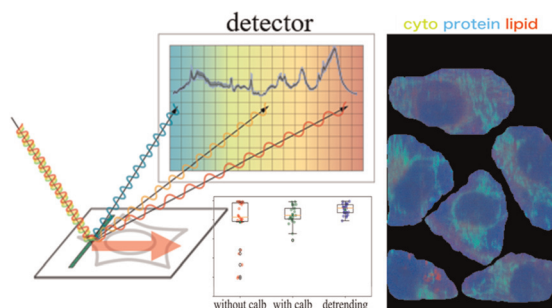 detector
cyto protein lipid
without calb with calb detrending